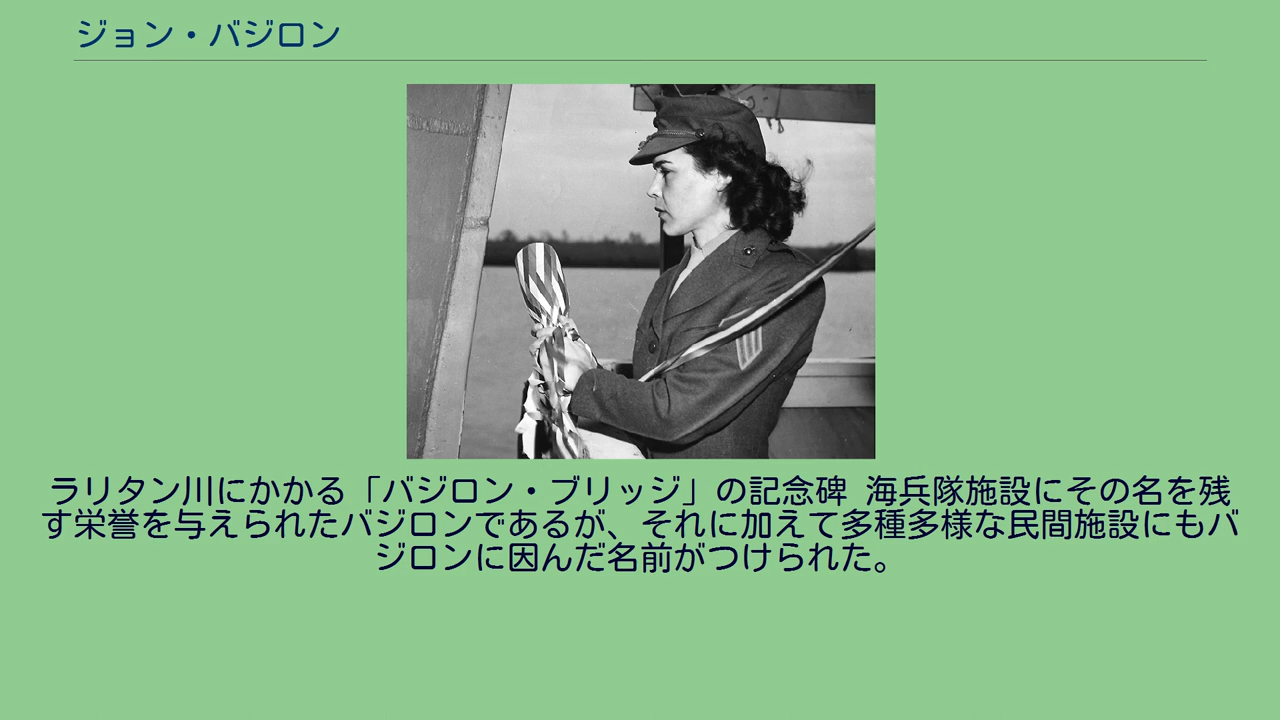 ジョン・バジロン
ラリタン川にかかる「バジロン・ブリッジ」の記念碑 海兵隊施設にその名を残
す栄誉を与えられたバジロンであるが、それに加えて多種多様な民間施設にもバ
ジロンに因んだ名前がつけられた。